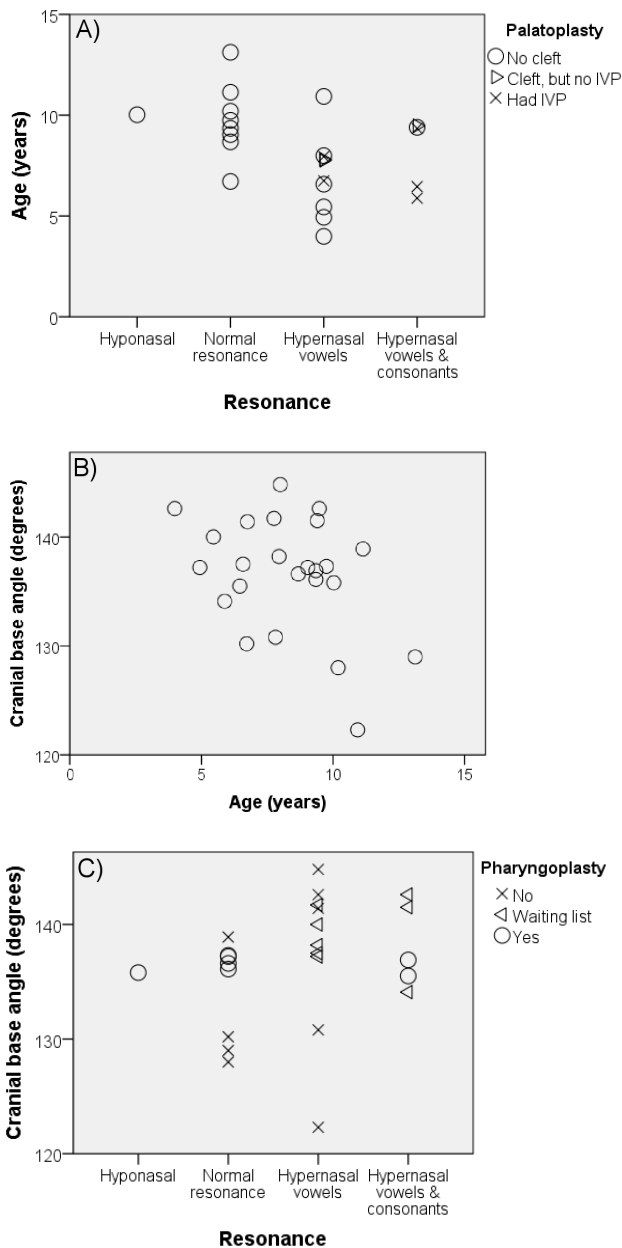 A)
15
10
5
0
Age (years)
Hyponasal
Normal
resonance
Hypernasal
vowels
Hypernasal
vowels &
consonants
Resonance
Palatoplasty
No cleft
Cleft, but no IVP
Had IVP
B)
140
130
120
Cranial base angle (degrees)
0
5
10
15
Age (years)
C)
140
130
120
Cranial base angle (degrees)
Hyponasal
Normal
resonance
Hypernasal
vowels
Hypernasal
vowels &
consonants
Resonance
Pharyngoplasty
No
Waiting list
Yes